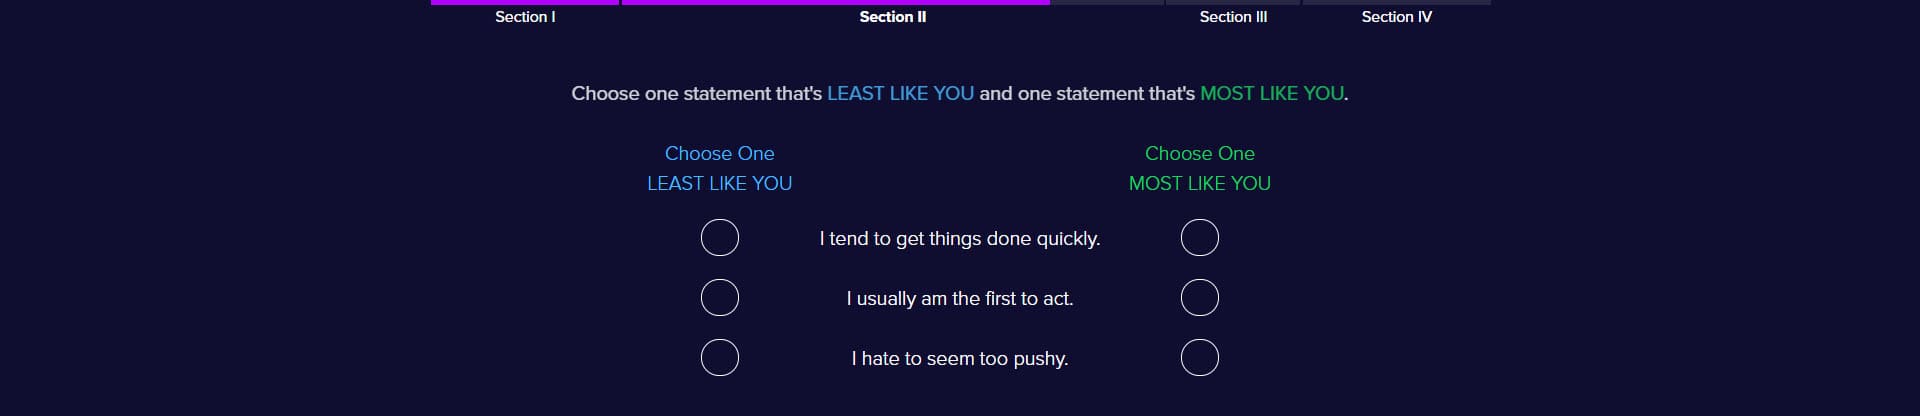 Section I
Section II
Section III
Section IV
Choose one statement that's LEAST LIKE YOU and one statement that's MOST LIKE YOU.
Choose One
LEAST LIKE YOU
Choose One
MOST LIKE YOU
I tend to get things done quickly.
I usually am the first to act.
I hate to seem too pushy.